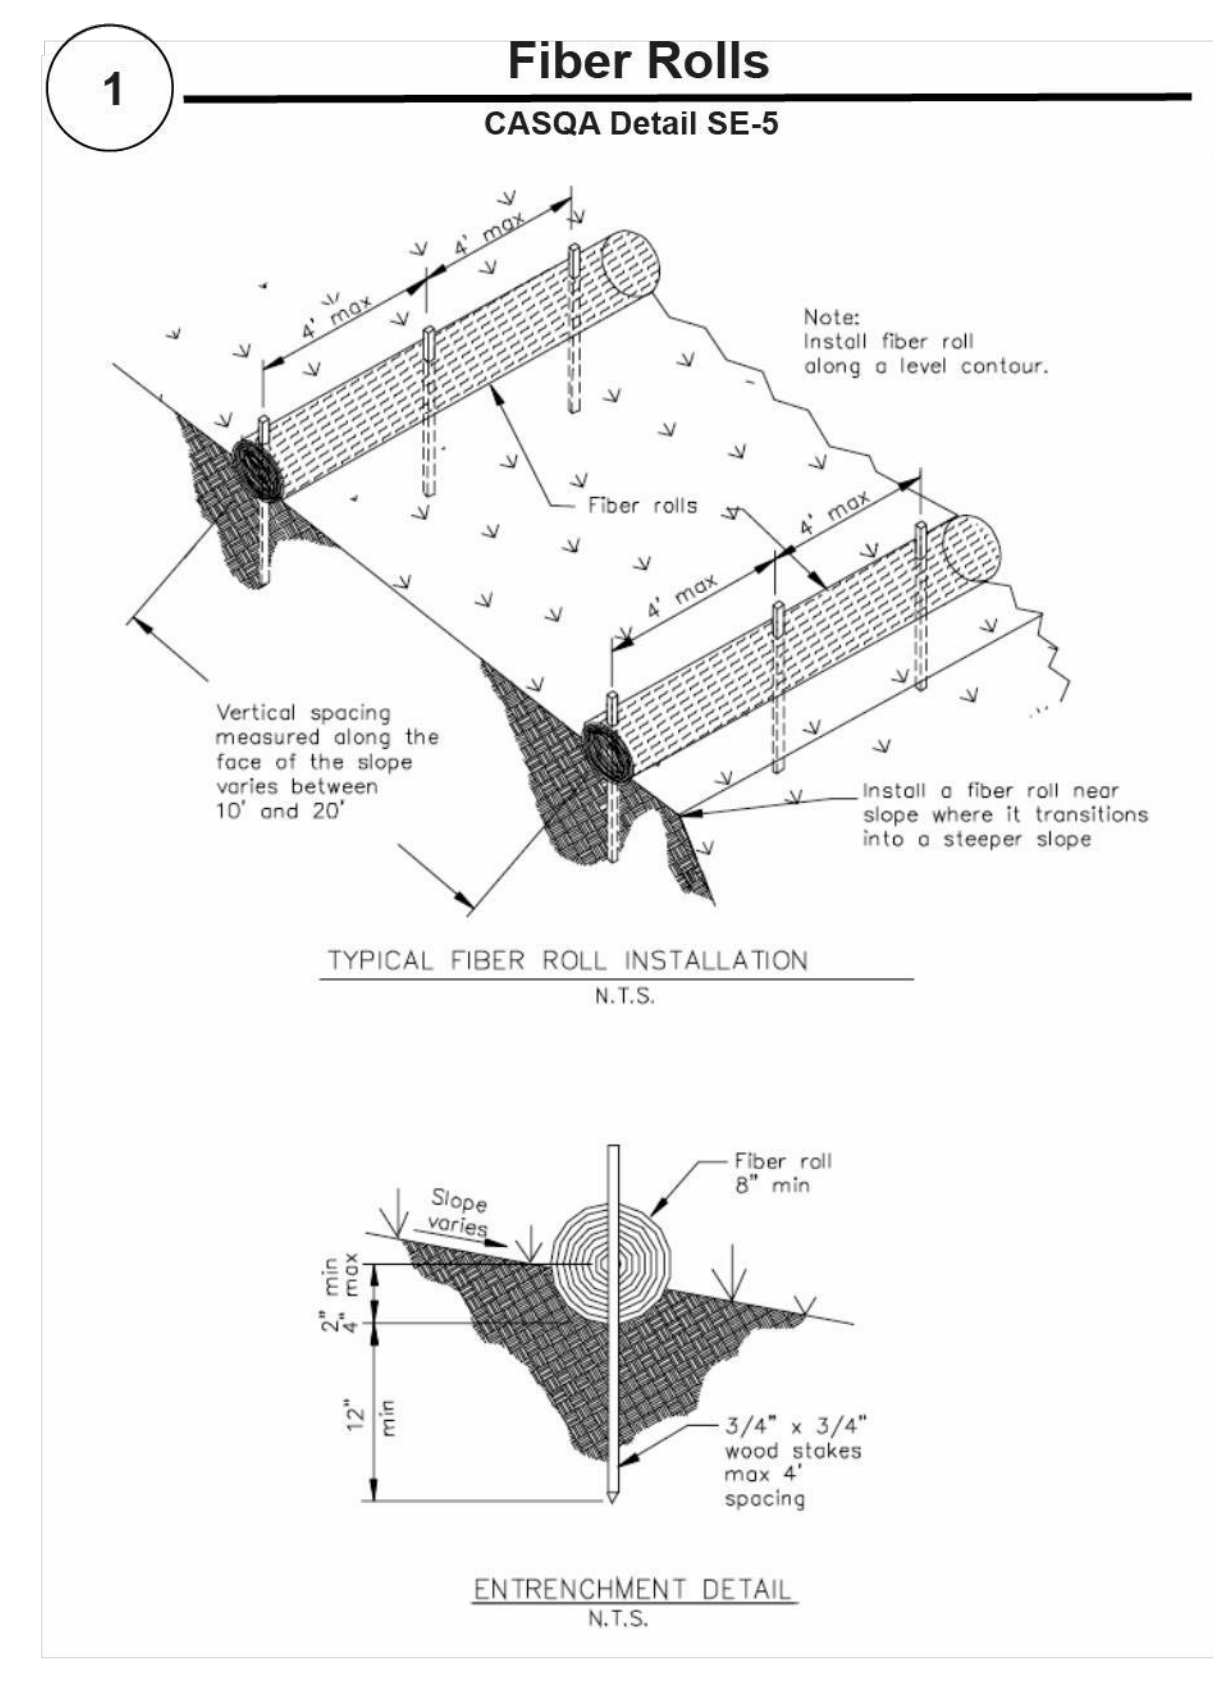 1
Fiber Rolls
CASQA Detail SE-5
4' max
4' max
Note:
Install fiber roll
along a level contour.
Fiber rolls
4' max
4' max
Vertical spacing
measured along the
face of the slope
varies between
10' and 20'
Install a fiber roll near
slope where it transitions
into a steeper slope
TYPICAL FIBER ROLL INSTALLATION
N.T.S.
Fiber roll
8" min
Slope
varies
2" min
4" max
12"
min
3/4" x 3/4"
wood stakes
max 4'
spacing
ENTRENCHMENT DETAIL
N.T.S.